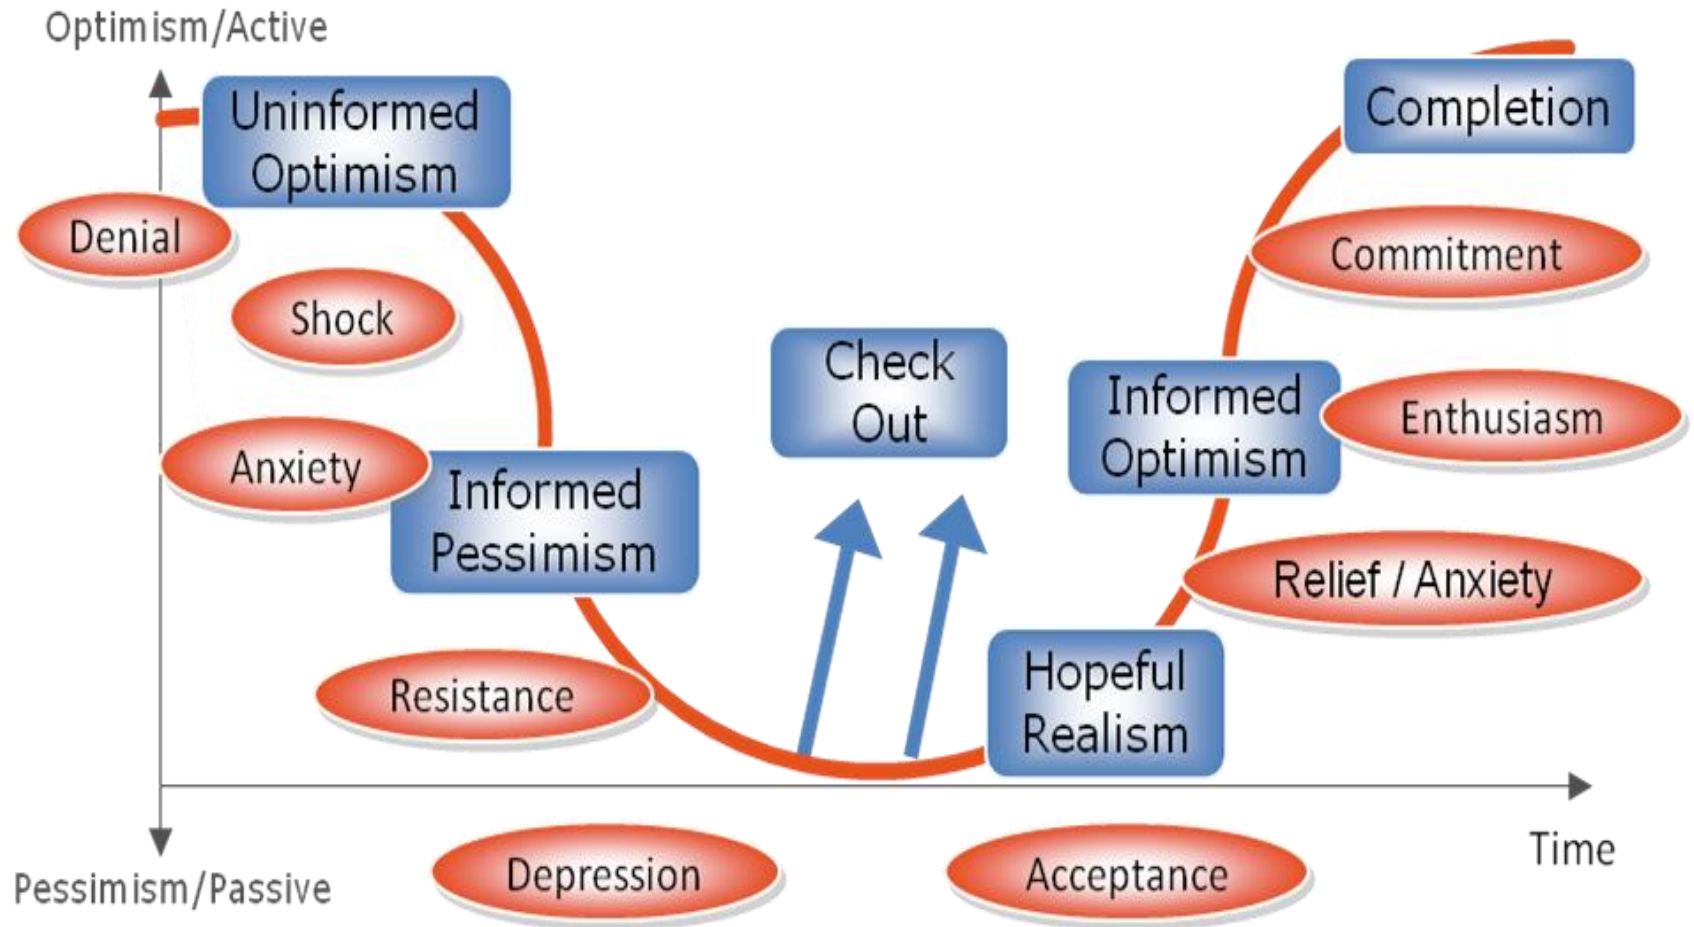 Optimism/Active
Uninformed
Optimism
Denial
Shock
Anxiety
Informed
Pessimism
Resistance
Depression
Check
Out
Hopeful
Realism
Acceptance
Relief / Anxiety
Informed
Optimism
Enthusiasm
Commitment
Completion
Time
Pessimism/Passive